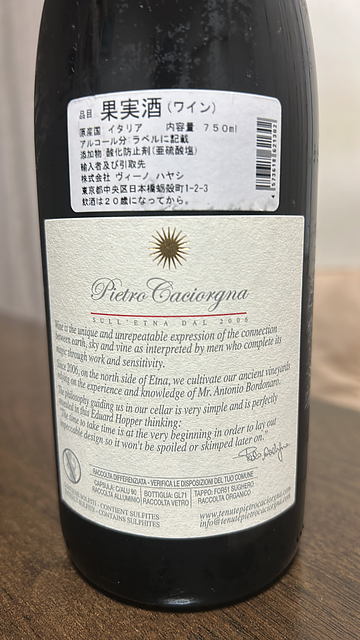 品目 果実酒(ワイン)
原産国 イタリア 内容量 750ml
アルコール分 ラベルに記載
添加物 酸化防止剤(亜硫酸塩)
輸入者及び引取先
株式会社 ヴィーノ ハヤシ
東京都中央区日本橋蛎殻町1-2-3
飲酒は20歳になってから。
Pietro Caciorgna
SULL'ETNA DAL 2006
Wine is the unique and unrepeatable expression of the connection
between earth, sky and vine as interpreted by men who complete its
magic through work and sensitivity.
Since 2006, on the north side of Etna, we cultivate our ancient vineyards
relying on the experience and knowledge of Mr. Antonio Bordonaro.
The philosophy guiding us in our cellar is very simple and is perfectly
in this Eduard Hopper thinking:
"The time to take time is at the very beginning in order to lay out
design so it won't be spoiled or skimped later on."
RACCOLTA DIFFERENZIATA - VERIFICA LE DISPOSIZIONI DEL TUO COMUNE
CAPSULA: C/ALU 90 BOTTIGLIA: GL71 TAPPO: FOR51 SUGHERO
RACCOLTA ALLUMINIO RACCOLTA VETRO RACCOLTA ORGANICO
SOLFITI - CONTIENT SULFITES
- CONTAINS SULPHITES
www.tenutepietrocaciorgna.com
info@tenutepietrocaciorgna.com